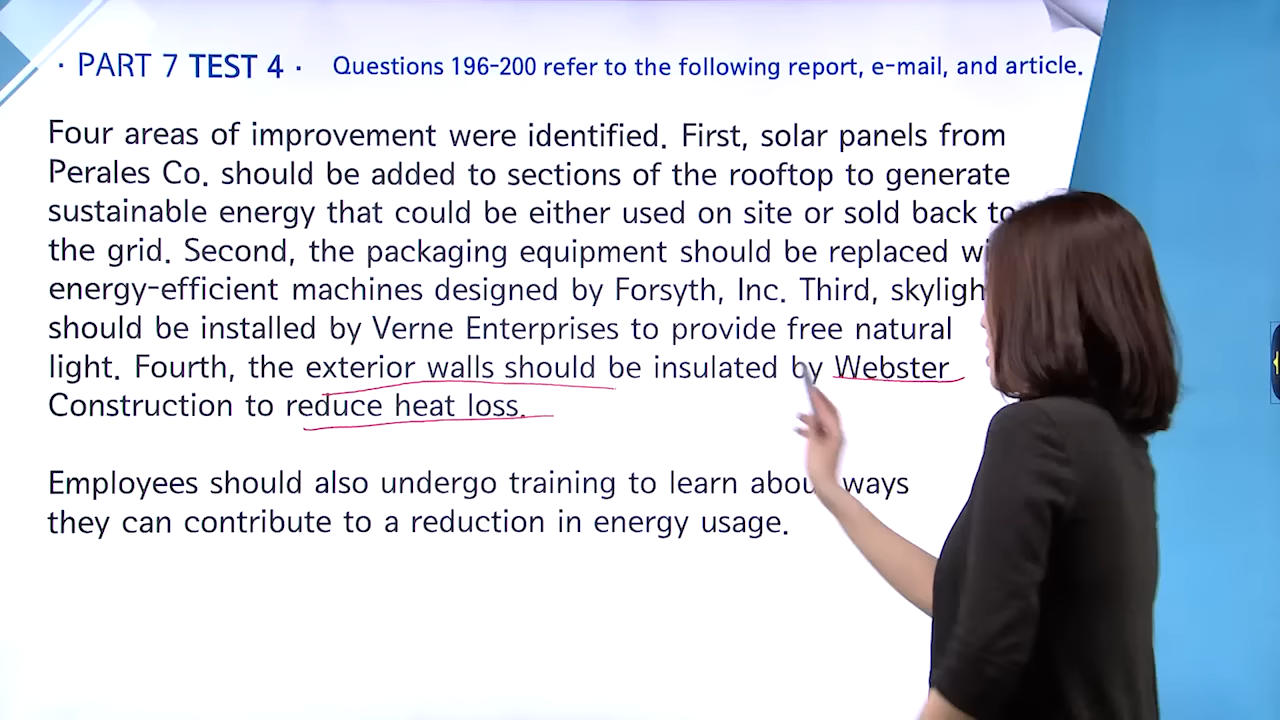 · PART 7 TEST 4 · Questions 196-200 refer to the following report, e-mail, and article.
Four areas of improvement were identified. First, solar panels from
Perales Co. should be added to sections of the rooftop to generate
sustainable energy that could be either used on site or sold back to
the grid. Second, the packaging equipment should be replaced
energy-efficient machines designed by Forsyth, Inc. Third,
should be installed by Verne Enterprises to provide free natural
light. Fourth, the exterior walls should be insulated by Webster
Construction to reduce heat loss.
Employees should also undergo training to learn about ways
they can contribute to a reduction in energy usage.